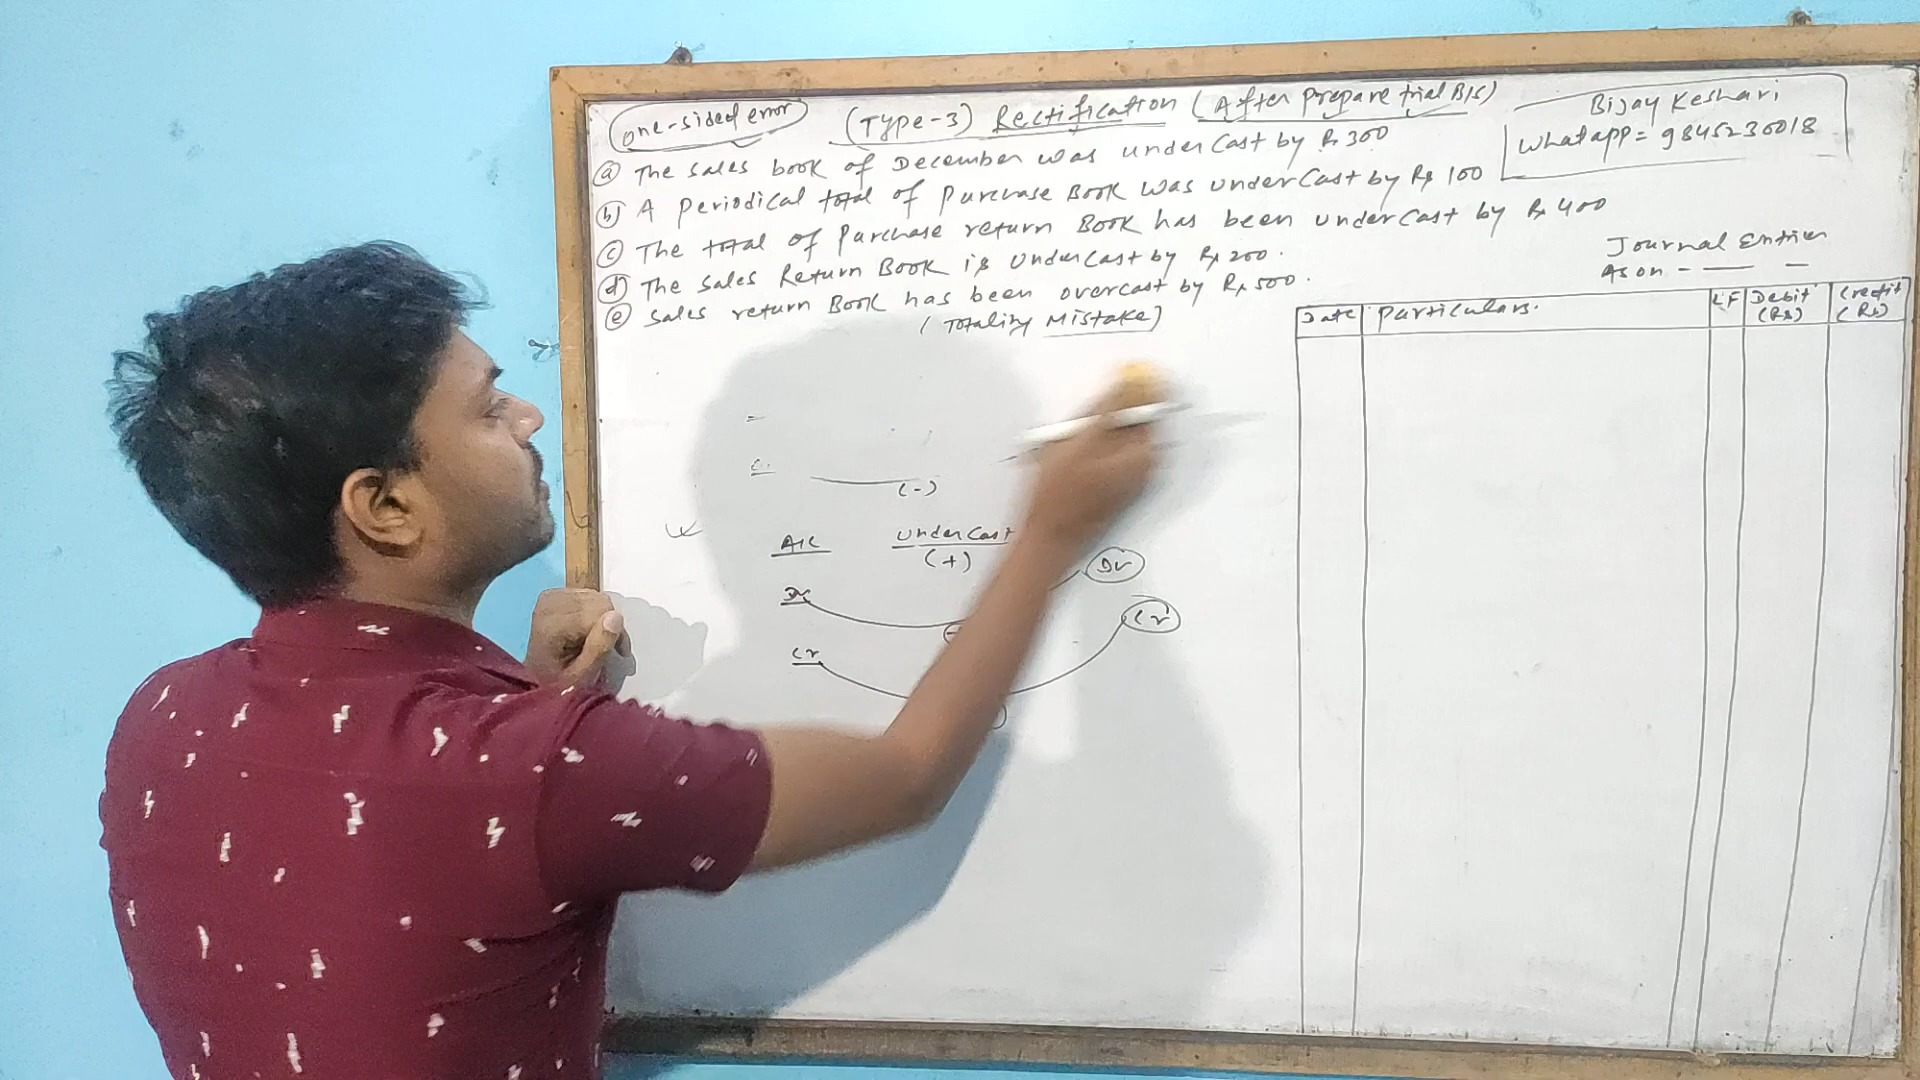 one-sided error
(Type-3) Rectification (After prepare trial B/S)
Bijay Keshari
Whatapp = 9845230018
(a) The sales book of December was undercast by Rs 300
(b) A periodical total of purchase Book was undercast by Rs 100
(c) The total of purchase return Book has been undercast by Rs 400
(d) The sales Return Book is undercast by Rs 200.
(e) Sales return Book has been overcast by Rs 500.
(Totaling Mistake)
Journal Entries
As on - — -
Date Particulars. L.F Debit (Rs) Credit (Rs)
(-)
A/C undercast
(+)
Dr Dr
Cr Cr